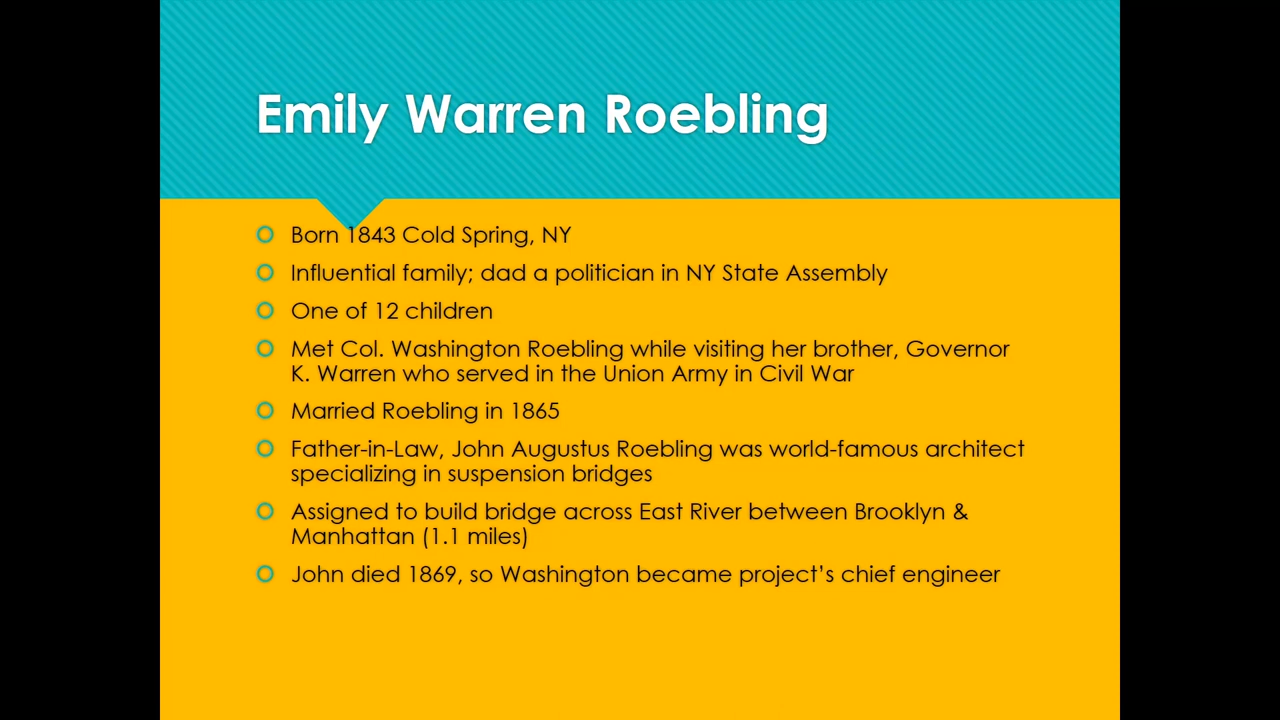 Emily Warren Roebling
Born 1843 Cold Spring, NY
Influential family; dad a politician in NY State Assembly
One of 12 children
Met Col. Washington Roebling while visiting her brother, Governor
K. Warren who served in the Union Army in Civil War
Married Roebling in 1865
Father-in-Law, John Augustus Roebling was world-famous architect
specializing in suspension bridges
Assigned to build bridge across East River between Brooklyn &
Manhattan (1.1 miles)
John died 1869, so Washington became project’s chief engineer